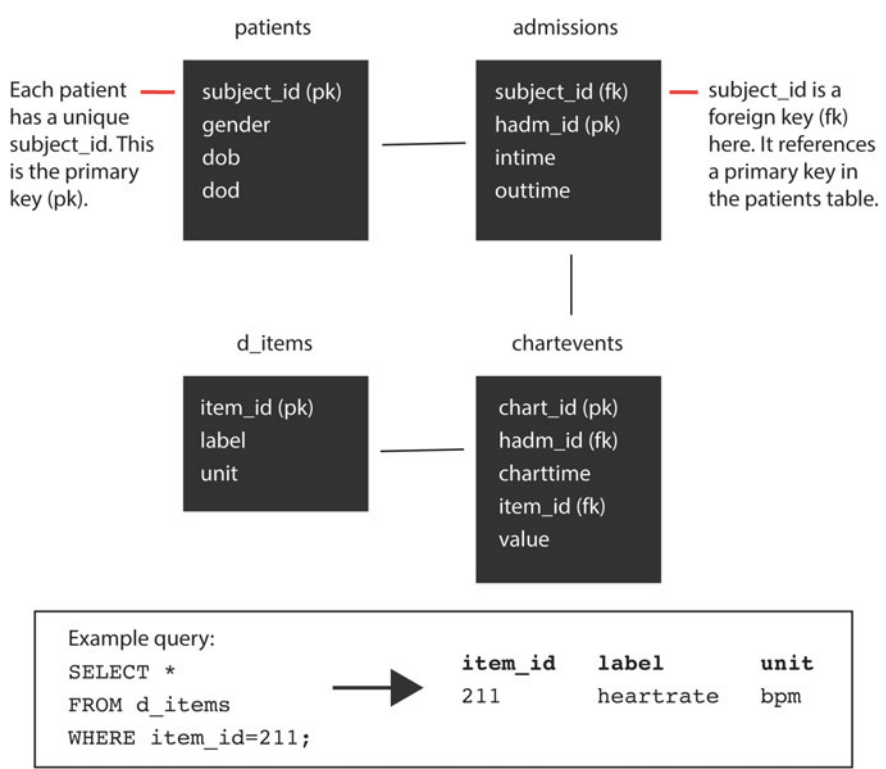 patients
admissions
Each patient
has a unique
subject_id. This
is the primary
key (pk).
subject_id (pk)
gender
dob
dod
subject_id (fk)
hadm_id (pk)
intime
outtime
subject_id is a
foreign key (fk)
here. It references
a primary key in
the patients table.
d_items
chartevents
item_id (pk)
label
unit
chart_id (pk)
hadm_id (fk)
charttime
item_id (fk)
value
Example query:
SELECT *
FROM d_items
WHERE item_id=211;
item_id label unit
211 heartrate bpm